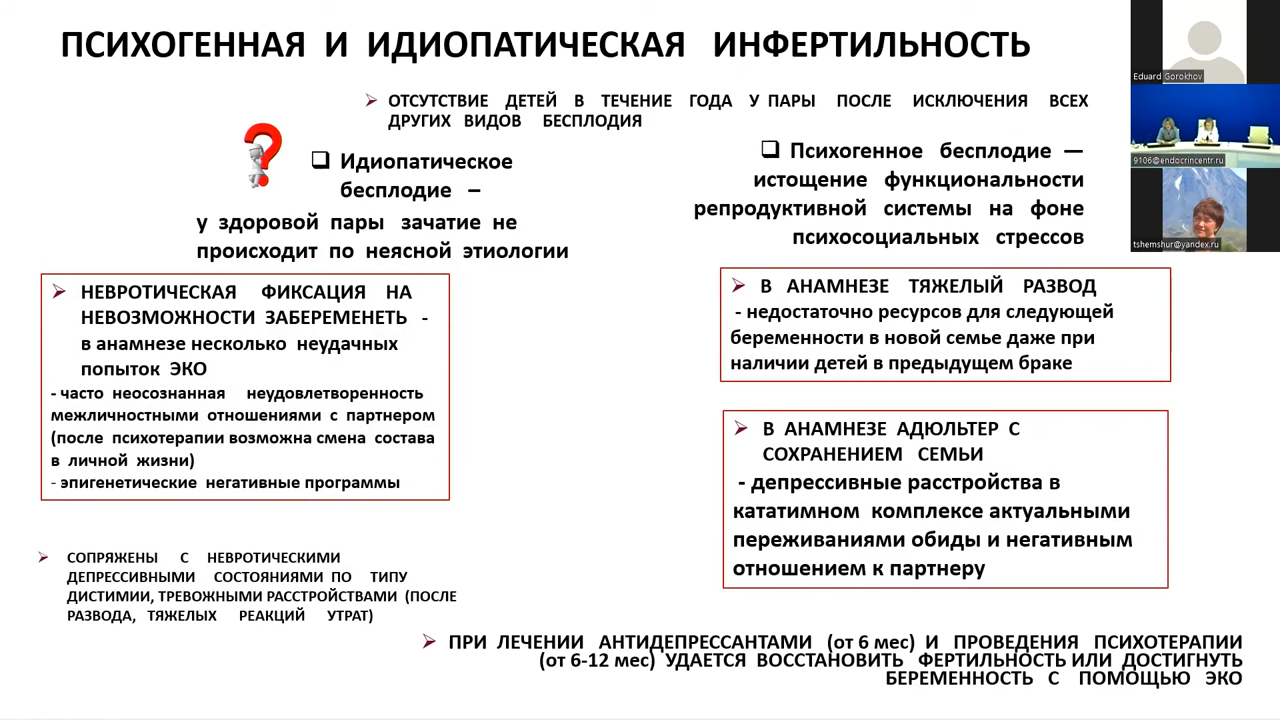 ПСИХОГЕННАЯ И ИДИОПАТИЧЕСКАЯ ИНФЕРТИЛЬНОСТЬ
ОТСУТСТВИЕ ДЕТЕЙ В ТЕЧЕНИЕ ГОДА У ПАРЫ ПОСЛЕ ИСКЛЮЧЕНИЯ ВСЕХ
ДРУГИХ ВИДОВ БЕСПЛОДИЯ
Идиопатическое
бесплодие –
у здоровой пары зачатие не
происходит по неясной этиологии
НЕВРОТИЧЕСКАЯ ФИКСАЦИЯ НА
НЕВОЗМОЖНОСТИ ЗАБЕРЕМЕНЕТЬ -
в анамнезе несколько неудачных
попыток ЭКО
- часто неосознанная неудовлетворенность
межличностными отношениями с партнером
(после психотерапии возможна смена состава
в личной жизни)
- эпигенетические негативные программы
СОПРЯЖЕНЫ С НЕВРОТИЧЕСКИМИ
ДЕПРЕССИВНЫМИ СОСТОЯНИЯМИ ПО ТИПУ
ДИСТИМИИ, ТРЕВОЖНЫМИ РАССТРОЙСТВАМИ (ПОСЛЕ
РАЗВОДА, ТЯЖЕЛЫХ РЕАКЦИЙ УТРАТ)
Психогенное бесплодие —
истощение функциональности
репродуктивной системы на фоне
психосоциальных стрессов
В АНАМНЕЗЕ ТЯЖЕЛЫЙ РАЗВОД
- недостаточно ресурсов для следующей
беременности в новой семье даже при
наличии детей в предыдущем браке
В АНАМНЕЗЕ АДЮЛЬТЕР С
СОХРАНЕНИЕМ СЕМЬИ
- депрессивные расстройства в
кататимном комплексе актуальными
переживаниями обиды и негативным
отношением к партнеру
ПРИ ЛЕЧЕНИИ АНТИДЕПРЕССАНТАМИ (от 6 мес) И ПРОВЕДЕНИЯ ПСИХОТЕРАПИИ
(от 6-12 мес) УДАЕТСЯ ВОССТАНОВИТЬ ФЕРТИЛЬНОСТЬ ИЛИ ДОСТИГНУТЬ
БЕРЕМЕННОСТЬ С ПОМОЩЬЮ ЭКО
Eduard Gorokhov
9106@endocrincentr.ru
tshemshur@yandex.ru